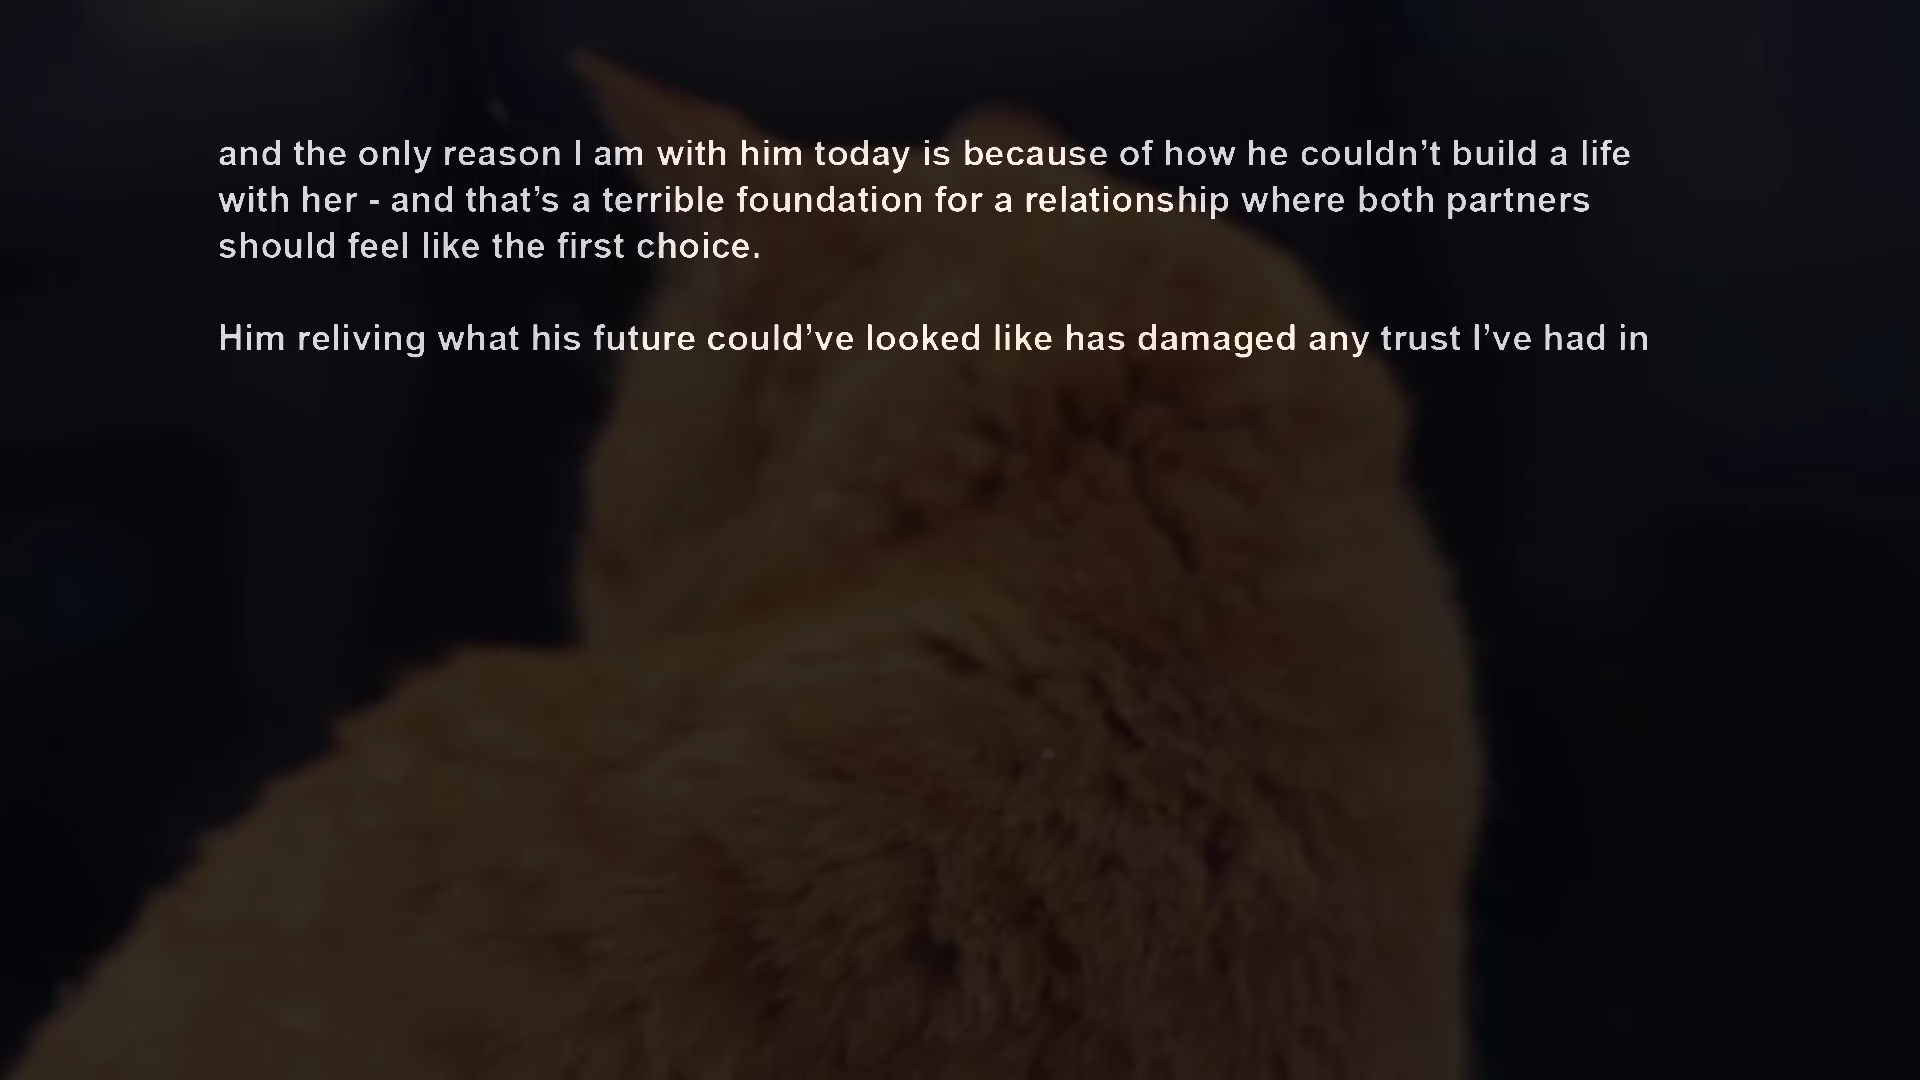 and the only reason I am with him today is because of how he couldn’t build a life
with her - and that’s a terrible foundation for a relationship where both partners
should feel like the first choice.
Him reliving what his future could’ve looked like has damaged any trust I’ve had in